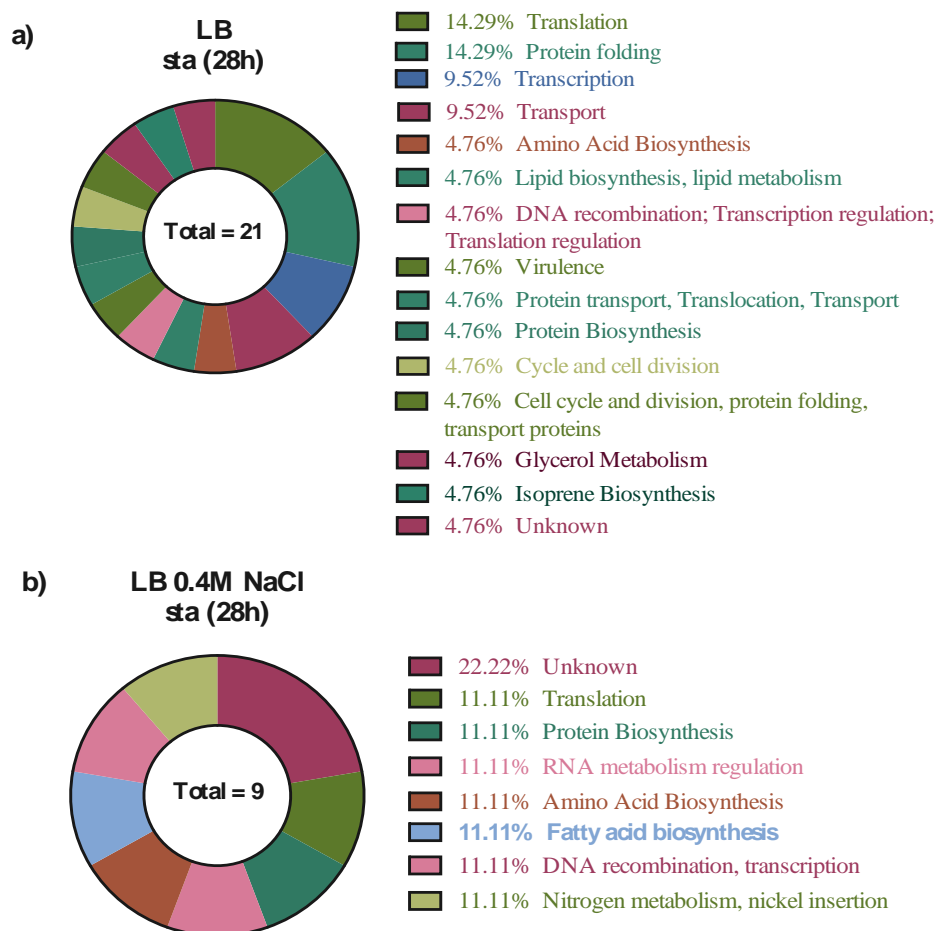 a)
LB
sta (28h)
Total = 21
14.29% Translation
14.29% Protein folding
9.52% Transcription
9.52% Transport
4.76% Amino Acid Biosynthesis
4.76% Lipid biosynthesis, lipid metabolism
4.76% DNA recombination; Transcription regulation;
Translation regulation
4.76% Virulence
4.76% Protein transport, Translocation, Transport
4.76% Protein Biosynthesis
4.76% Cycle and cell division
4.76% Cell cycle and division, protein folding,
transport proteins
4.76% Glycerol Metabolism
4.76% Isoprene Biosynthesis
4.76% Unknown
b)
LB 0.4M NaCl
sta (28h)
Total = 9
22.22% Unknown
11.11% Translation
11.11% Protein Biosynthesis
11.11% RNA metabolism regulation
11.11% Amino Acid Biosynthesis
11.11% Fatty acid biosynthesis
11.11% DNA recombination, transcription
11.11% Nitrogen metabolism, nickel insertion